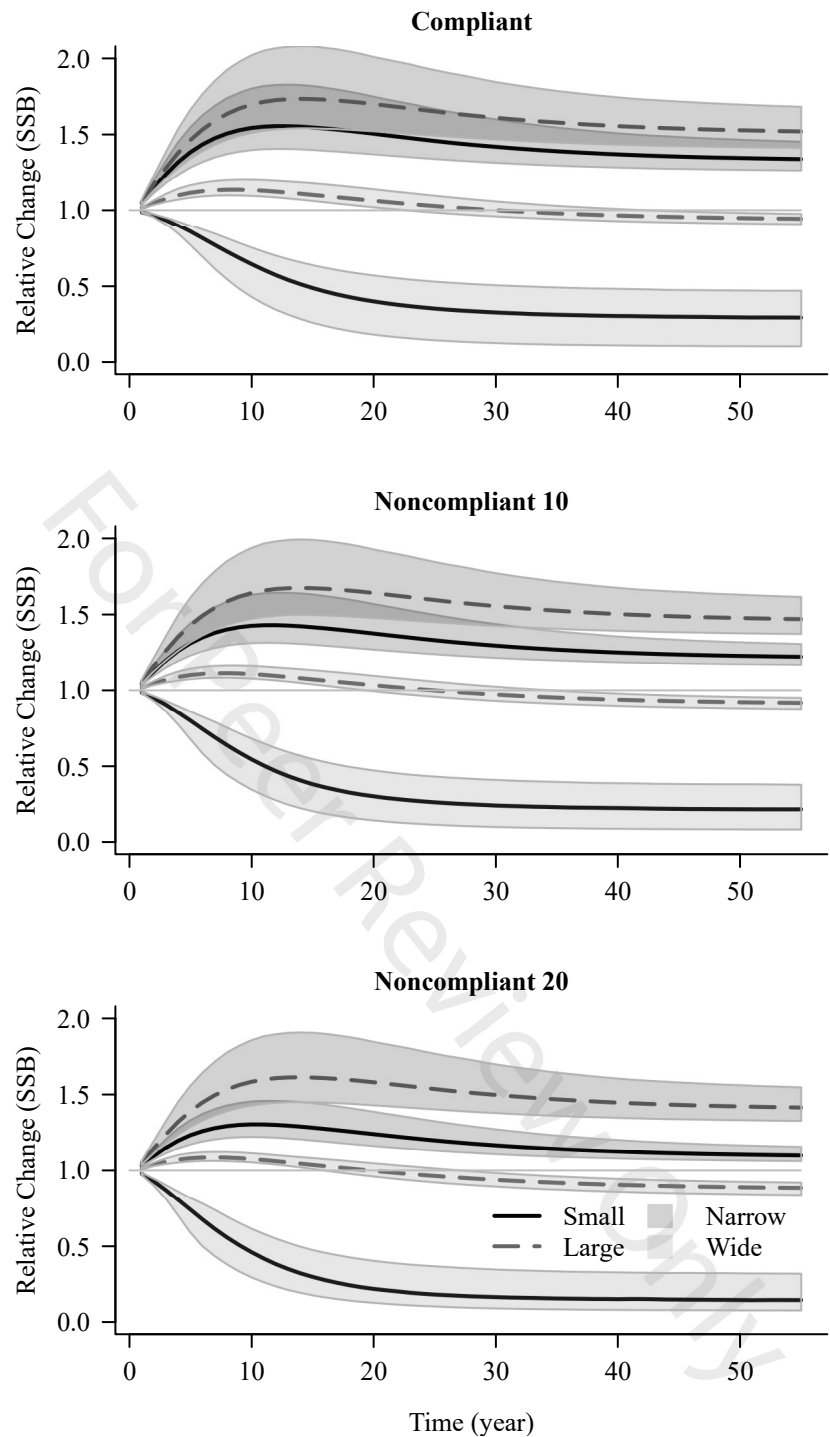 Compliant
Relative Change (SSB)
2.0
1.5
1.0
0.5
0.0
0 10 20 30 40 50
Noncompliant 10
Relative Change (SSB)
2.0
1.5
1.0
0.5
0.0
0 10 20 30 40 50
Noncompliant 20
Relative Change (SSB)
2.0
1.5
1.0
0.5
0.0
Small Narrow
Large Wide
0 10 20 30 40 50
Time (year)
For Peer Review Only